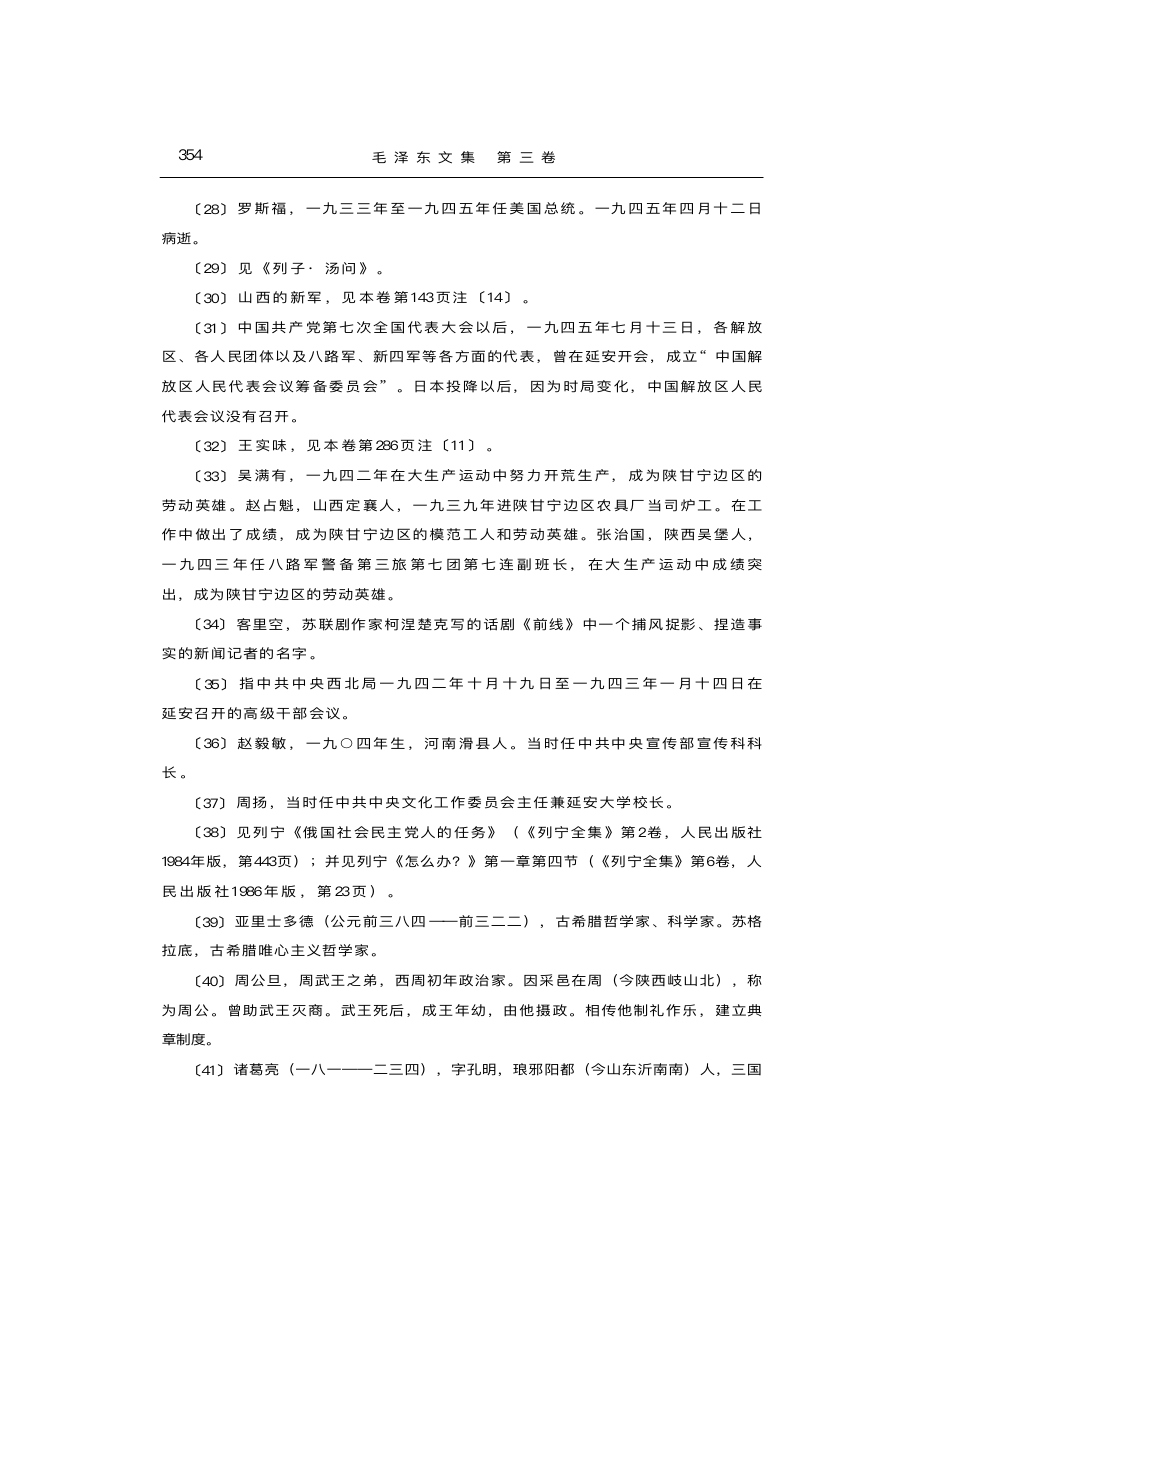 354
毛泽东文集 第三卷
〔28〕罗斯福，一九三三年至一九四五年任美国总统。一九四五年四月十二日
病逝。
〔29〕见《列子·汤问》。
〔30〕山西的新军，见本卷第143页注〔14〕。
〔31〕中国共产党第七次全国代表大会以后，一九四五年七月十三日，各解放
区、各人民团体以及八路军、新四军等各方面的代表，曾在延安开会，成立“中国解
放区人民代表会议筹备委员会”。日本投降以后，因为时局变化，中国解放区人民
代表会议没有召开。
〔32〕王实味，见本卷第286页注〔11〕。
〔33〕吴满有，一九四二年在大生产运动中努力开荒生产，成为陕甘宁边区的
劳动英雄。赵占魁，山西定襄人，一九三九年进陕甘宁边区农具厂当司炉工。在工
作中做出了成绩，成为陕甘宁边区的模范工人和劳动英雄。张治国，陕西吴堡人，
一九四三年任八路军警备第三旅第七团第七连副班长，在大生产运动中成绩突
出，成为陕甘宁边区的劳动英雄。
〔34〕客里空，苏联剧作家柯涅楚克写的话剧《前线》中一个捕风捉影、捏造事
实的新闻记者的名字。
〔35〕指中共中央西北局一九四二年十月十九日至一九四三年一月十四日在
延安召开的高级干部会议。
〔36〕赵毅敏，一九○四年生，河南滑县人。当时任中共中央宣传部宣传科科
长。
〔37〕周扬，当时任中共中央文化工作委员会主任兼延安大学校长。
〔38〕见列宁《俄国社会民主党人的任务》（《列宁全集》第2卷，人民出版社
1984年版，第443页）；并见列宁《怎么办？》第一章第四节（《列宁全集》第6卷，人
民出版社1986年版，第23页）。
〔39〕亚里士多德（公元前三八四——前三二二），古希腊哲学家、科学家。苏格
拉底，古希腊唯心主义哲学家。
〔40〕周公旦，周武王之弟，西周初年政治家。因采邑在周（今陕西岐山北），称
为周公。曾助武王灭商。武王死后，成王年幼，由他摄政。相传他制礼作乐，建立典
章制度。
〔41〕诸葛亮（一八一——二三四），字孔明，琅邪阳都（今山东沂南南）人，三国